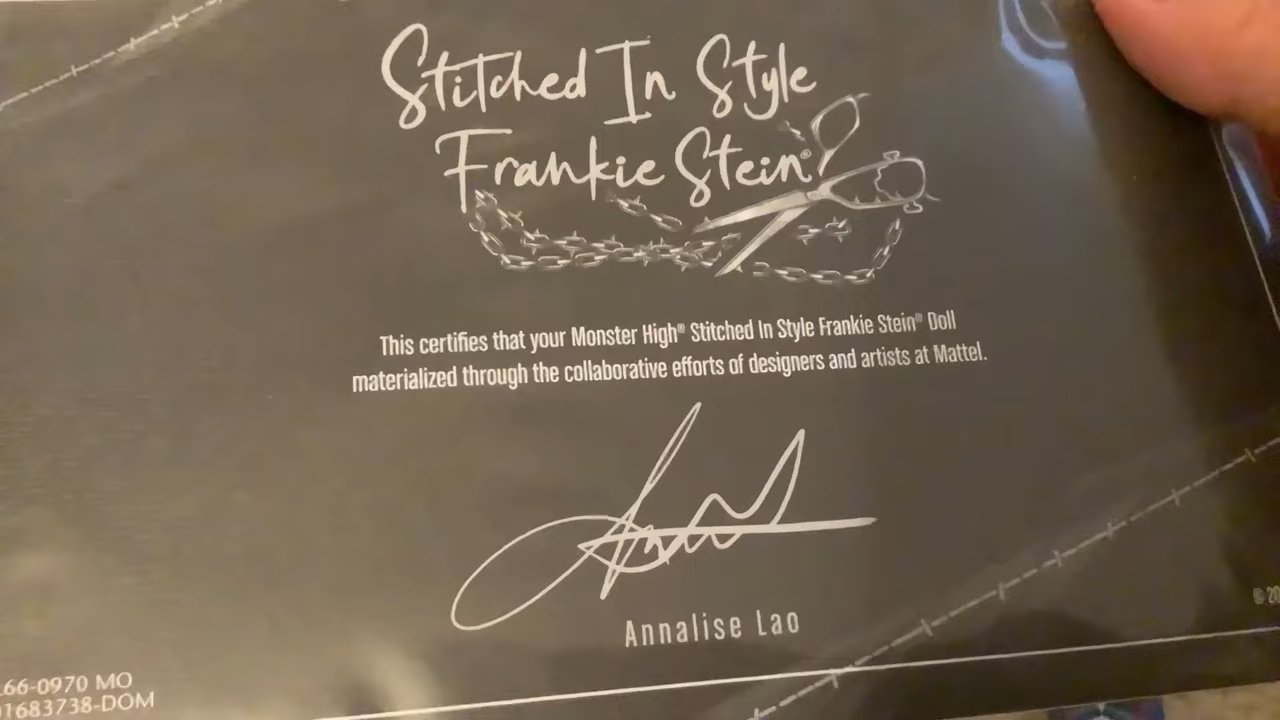 Stitched In Style
Frankie Stein®
This certifies that your Monster High® Stitched In Style Frankie Stein® Doll
materialized through the collaborative efforts of designers and artists at Mattel.
Annalise Lao
66-0970 MO
1683738-DOM
© 20